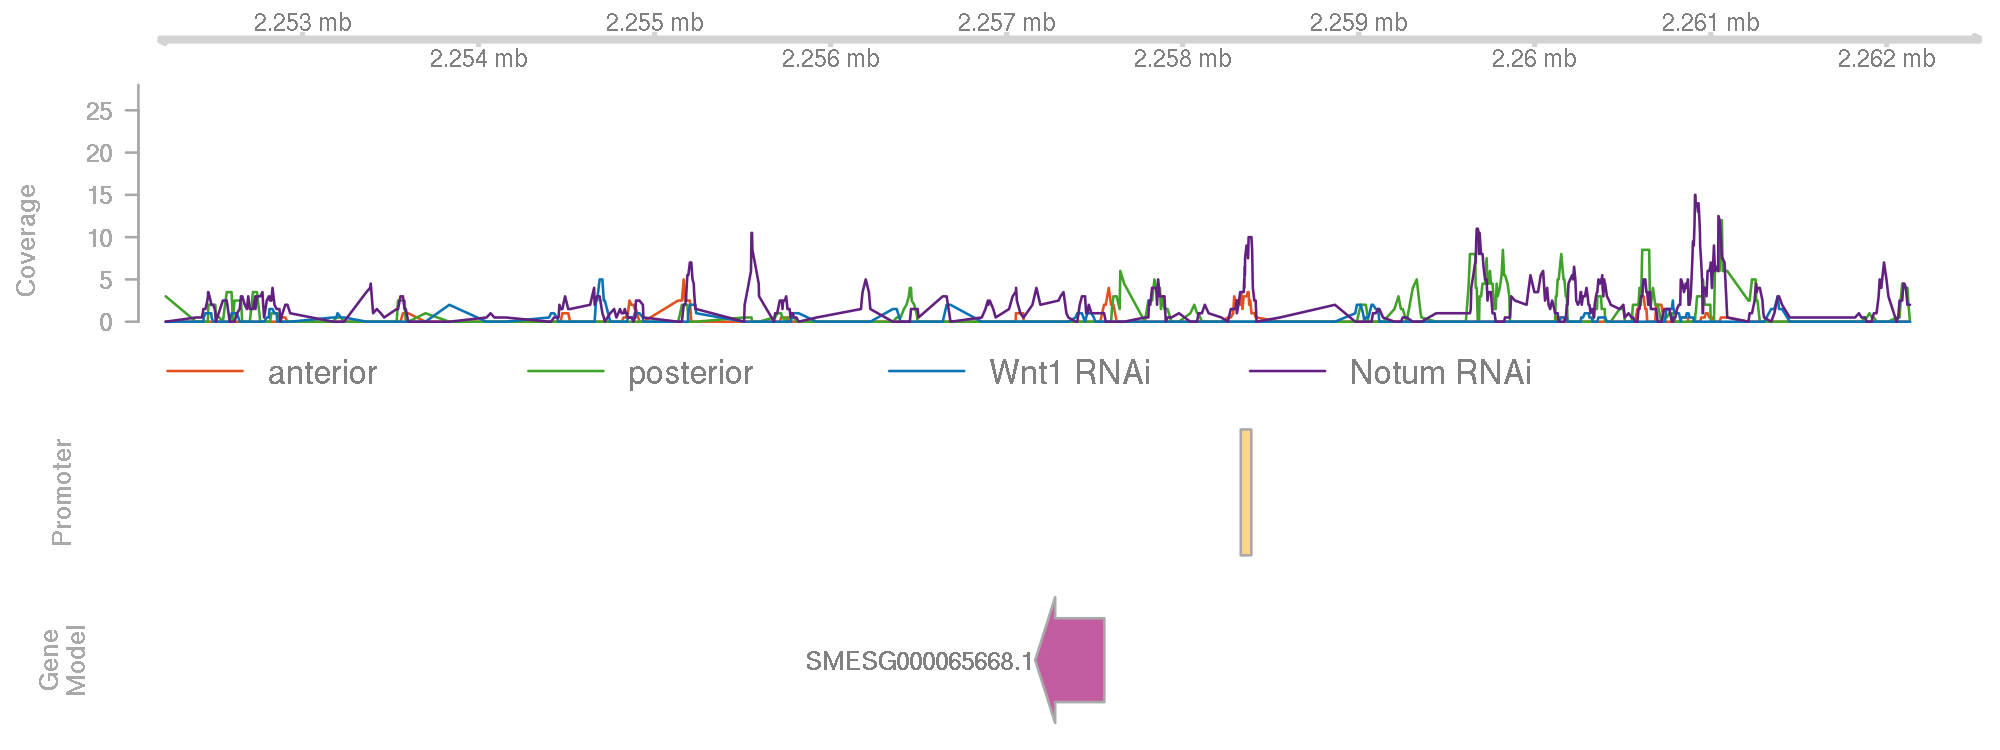 2.253 mb 2.255 mb 2.257 mb 2.259 mb 2.261 mb
2.254 mb 2.256 mb 2.258 mb 2.26 mb 2.262 mb
Coverage
25
20
15
10
5
0
anterior posterior Wnt1 RNAi Notum RNAi
Promoter
Gene
Model
SMESG000065668.1